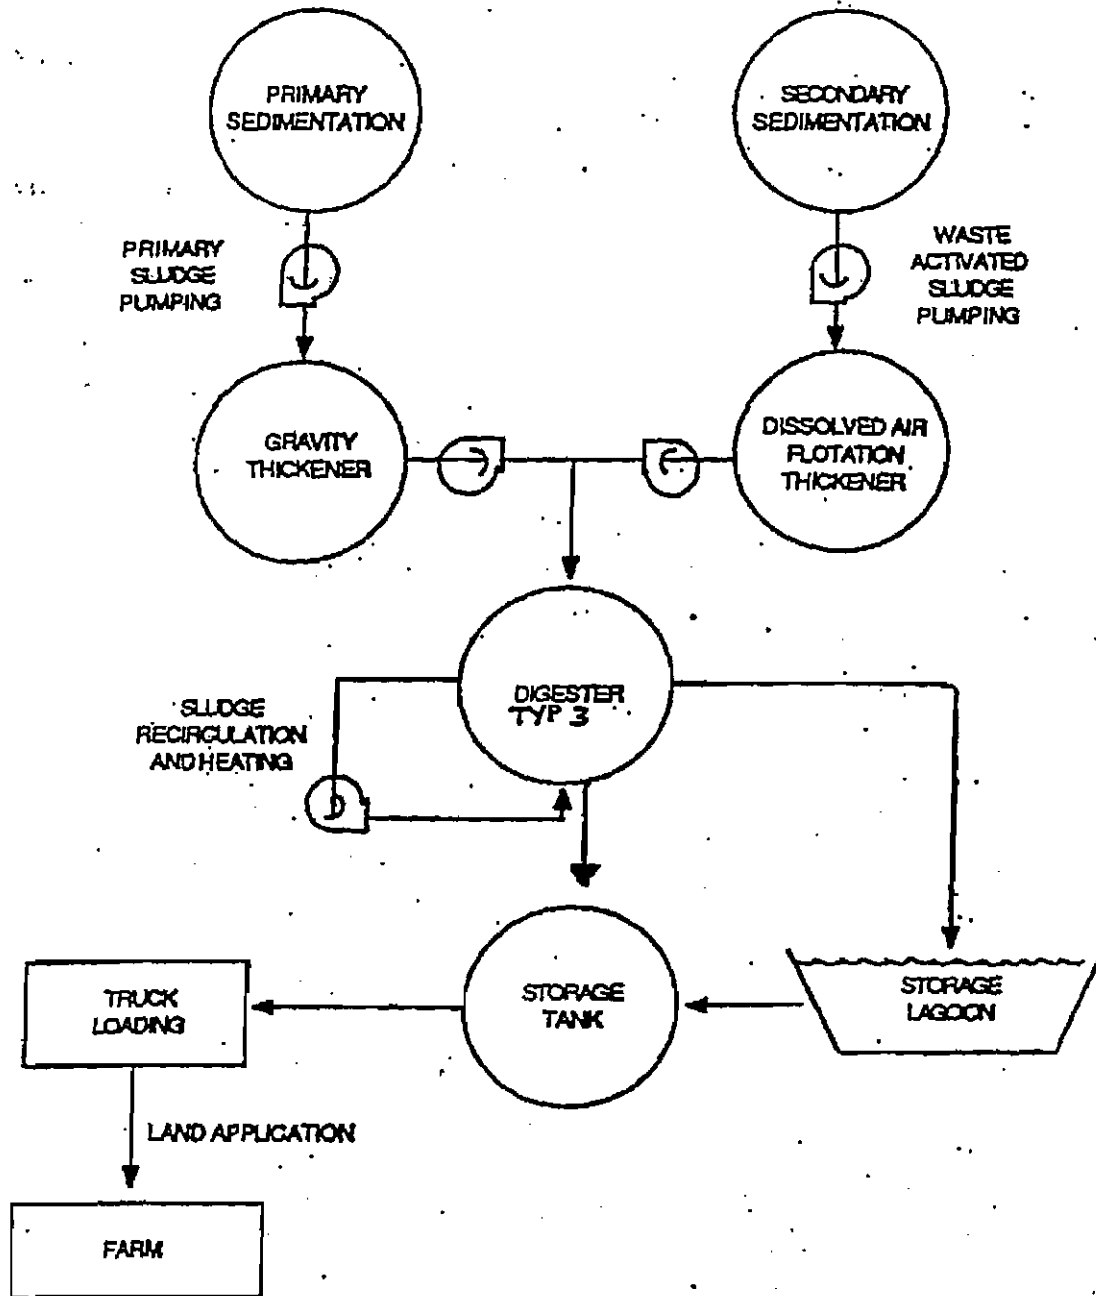 PRIMARY
SEDIMENTATION
SECONDARY
SEDIMENTATION
PRIMARY
SLUDGE
PUMPING
WASTE
ACTIVATED
SLUDGE
PUMPING
GRAVITY
THICKENER
DISSOLVED AIR
FLOTATION
THICKENER
SLUDGE
RECIRCULATION
AND HEATING
DIGESTER
TYP 3
STORAGE
TANK
STORAGE
LAGOON
TRUCK
LOADING
LAND APPLICATION
FARM